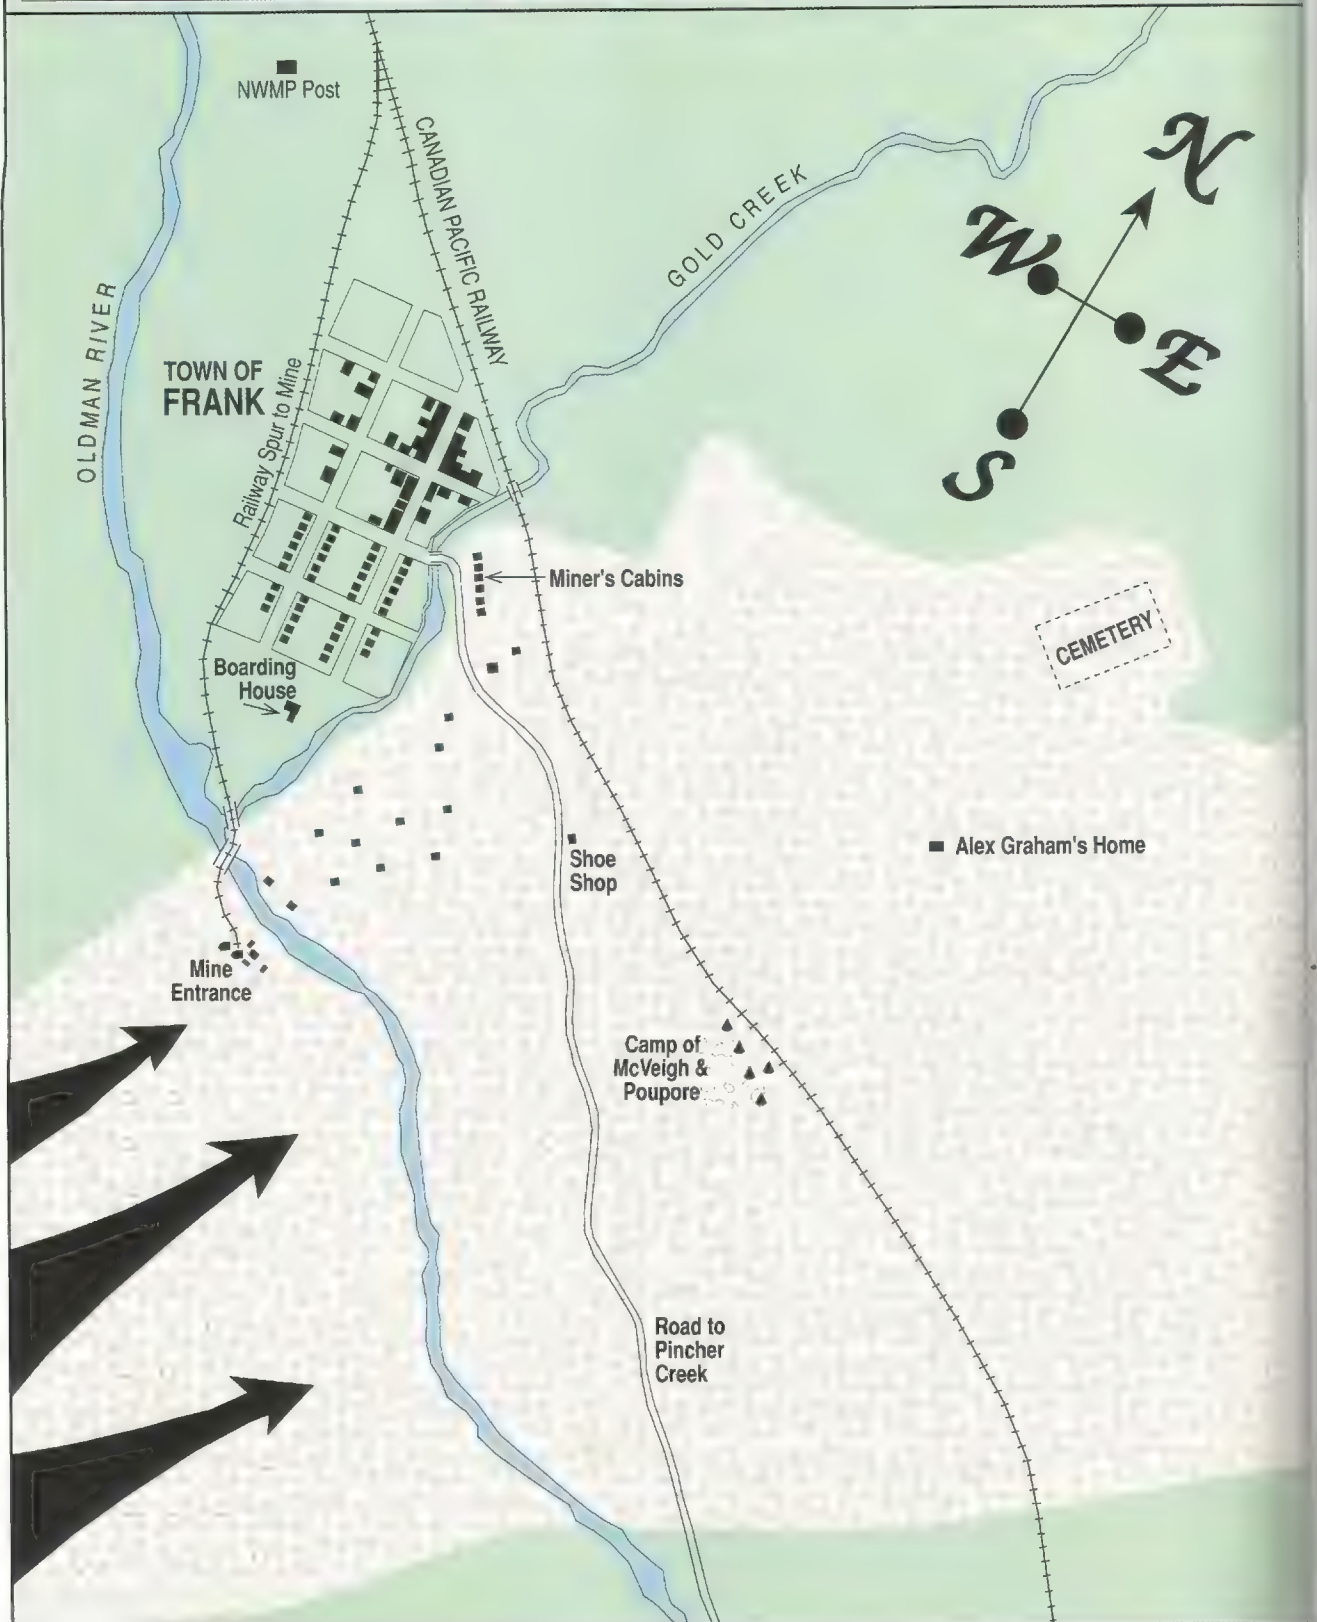 NWMP Post
CANADIAN PACIFIC RAILWAY
GOLD CREEK
N
W
E
S
OLDMAN RIVER
TOWN OF
FRANK
Railway Spur to Mine
Miner's Cabins
CEMETERY
Boarding
House
Shoe
Shop
Alex Graham's Home
Mine
Entrance
Camp of
McVeigh &
Poupore
Road to
Pincher
Creek